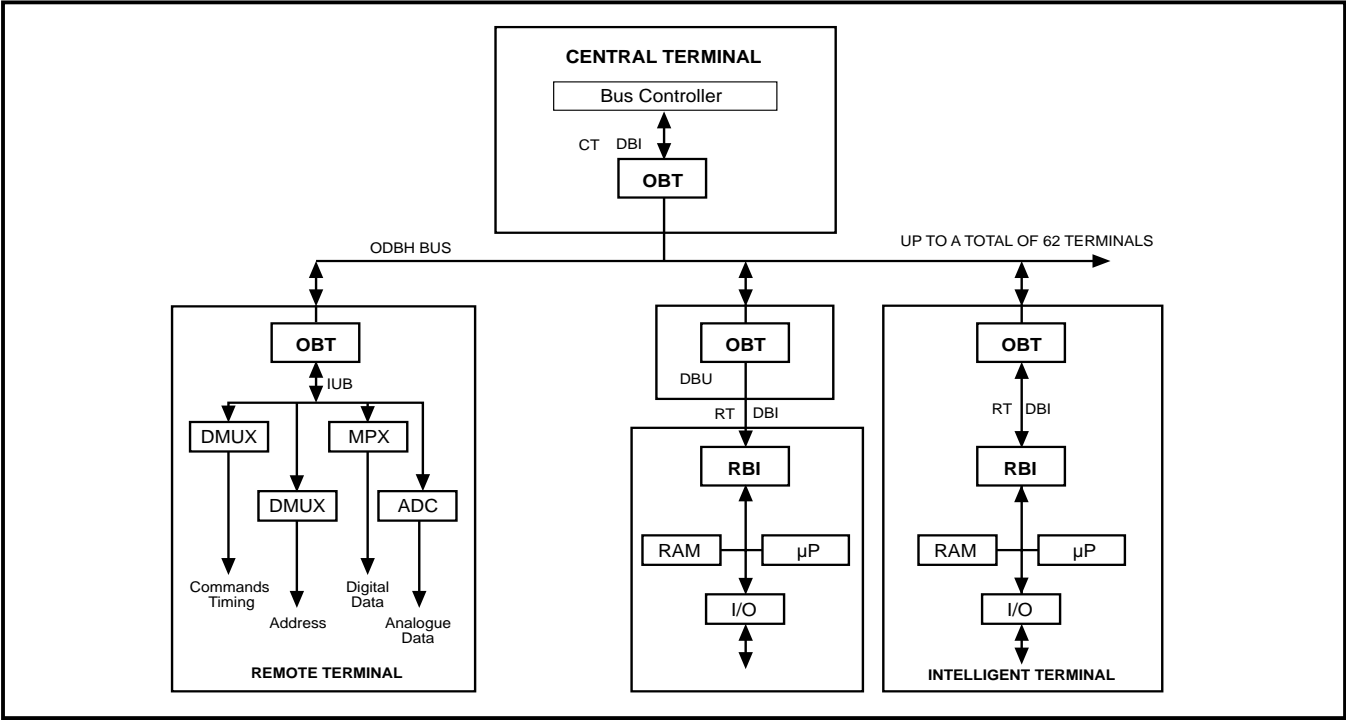 CENTRAL TERMINAL
Bus Controller
CT DBI
OBT
ODBH BUS
UP TO A TOTAL OF 62 TERMINALS
OBT
IUB
DMUX
MPX
DMUX
ADC
Commands
Timing
Address
Digital
Data
Analogue
Data
REMOTE TERMINAL
OBT
DBU
RT DBI
RBI
RAM
µP
I/O
OBT
RT DBI
RBI
RAM
µP
I/O
INTELLIGENT TERMINAL